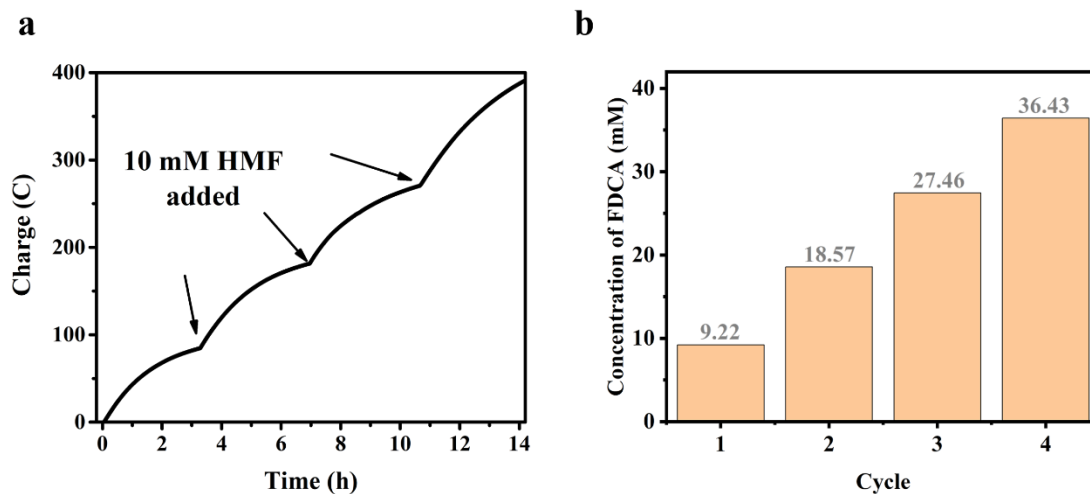 a
400
300
200
100
0
Charge (C)
10 mM HMF
added
0 2 4 6 8 10 12 14
Time (h)
b
40
30
20
10
0
Concentration of FDCA (mM)
9.22
18.57
27.46
36.43
1 2 3 4
Cycle